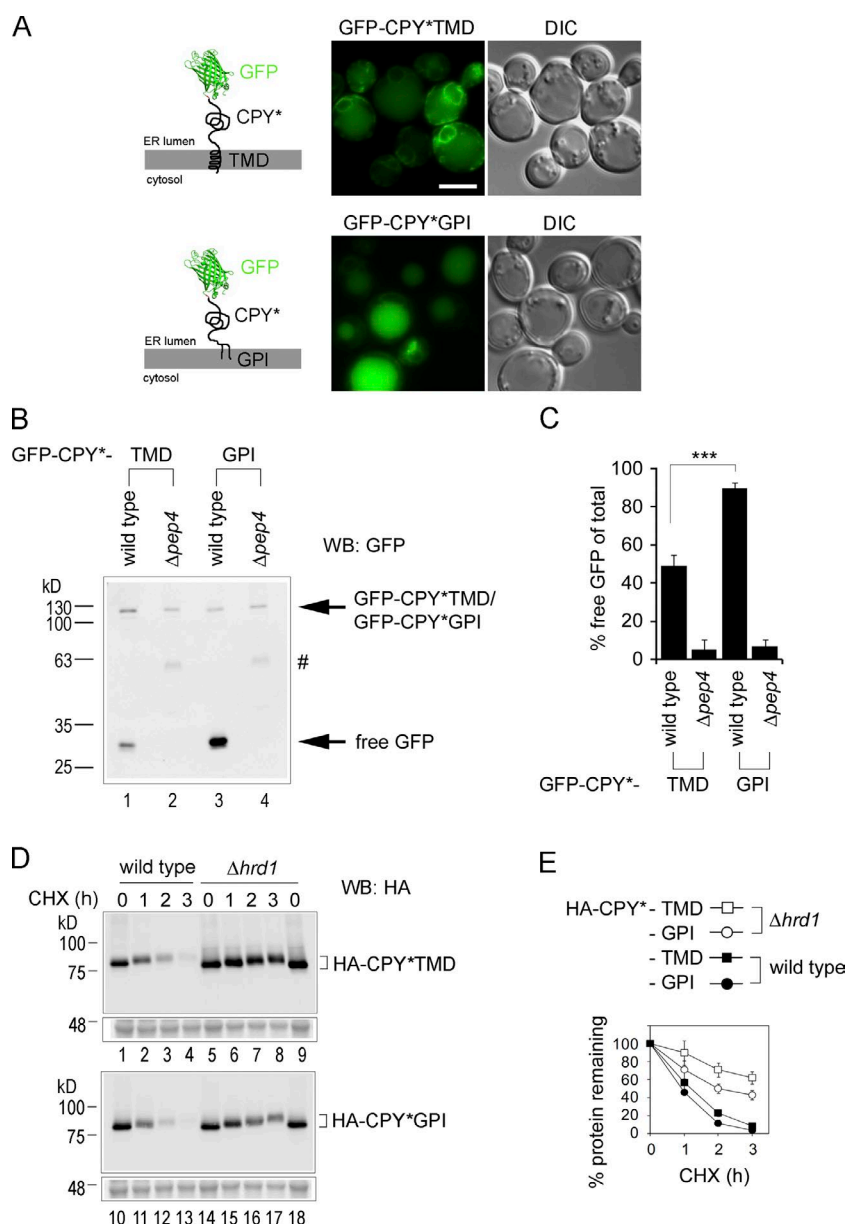 A
GFP-CPY*TMD DIC
GFP
CPY*
ER lumen
TMD
cytosol
GFP-CPY*GPI DIC
GFP
CPY*
ER lumen
GPI
cytosol
B
GFP-CPY*- TMD GPI
wild type Δpep4 wild type Δpep4
WB: GFP
kD
130
100
GFP-CPY*TMD/
GFP-CPY*GPI
63
#
35
free GFP
25
1 2 3 4
C
***
% free GFP of total
100
80
60
40
20
0
wild type Δpep4 wild type Δpep4
GFP-CPY*- TMD GPI
D
wild type Δhrd1
WB: HA
CHX (h) 0 1 2 3 0 1 2 3 0
kD
100
75
HA-CPY*TMD
48
1 2 3 4 5 6 7 8 9
100
75
HA-CPY*GPI
48
10 11 12 13 14 15 16 17 18
E
HA-CPY* - TMD
- GPI
Δhrd1
- TMD
- GPI
wild type
% protein remaining
100
80
60
40
20
0
0 1 2 3
CHX (h)